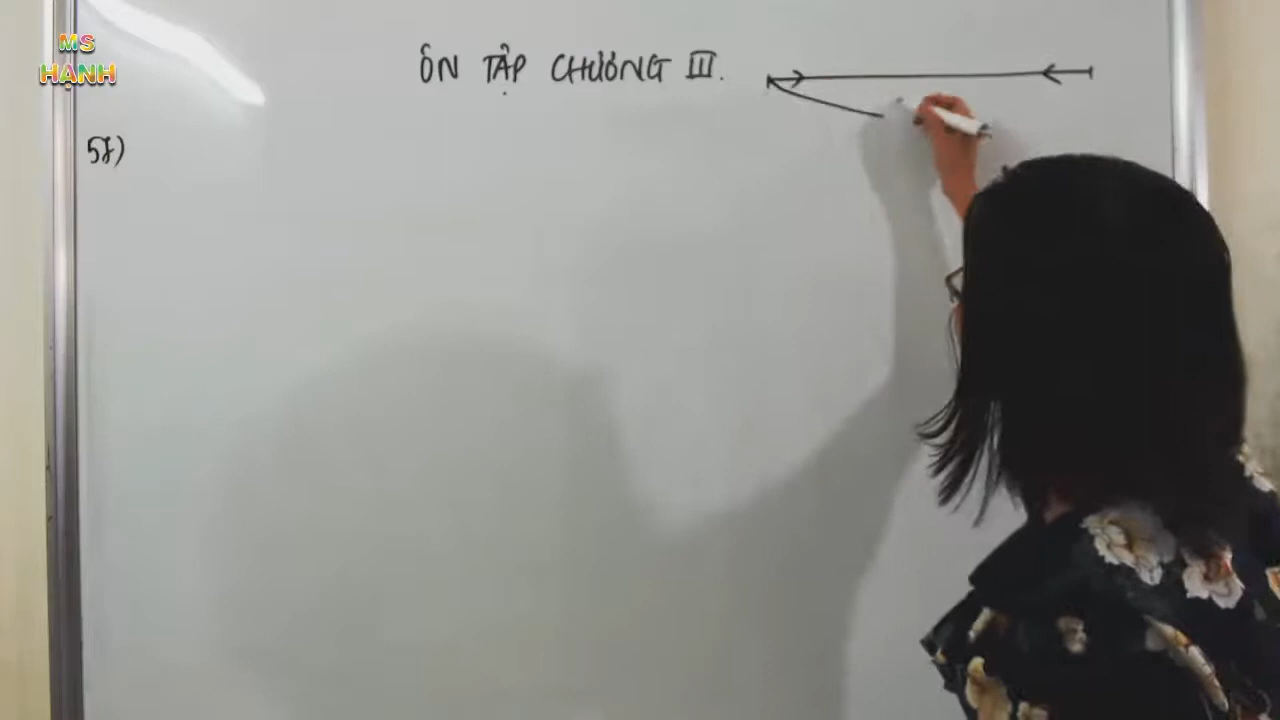 MS
HẠNH
ÔN TẬP CHƯƠNG III.
57)